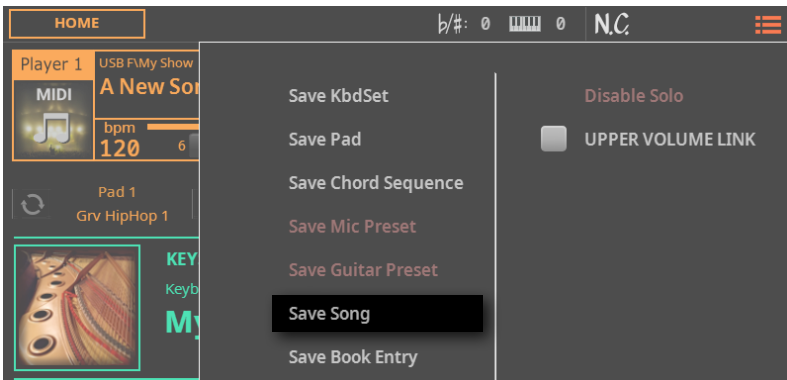 HOME
b/#: 0
0
N.C.
Player 1
USB F\My Show
MIDI
A New Sor
bpm
120
6
Pad 1
Grv HipHop 1
KEY
Keyb
My
Save KbdSet
Save Pad
Save Chord Sequence
Save Mic Preset
Save Guitar Preset
Save Song
Save Book Entry
Disable Solo
UPPER VOLUME LINK